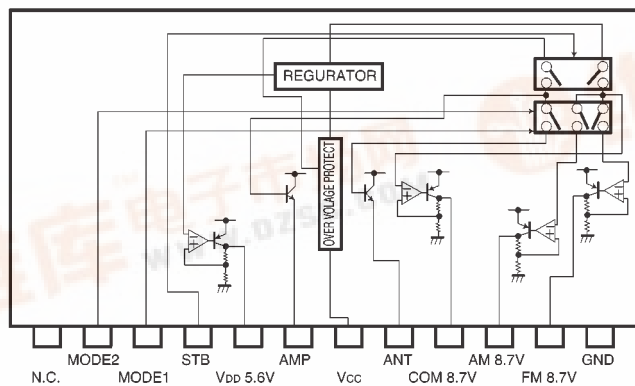 REGURATOR
OVER VOLAGE PROTECT
MODE2
STB
AMP
ANT
AM 8.7V
GND
N.C.
MODE1
VDD 5.6V
VCC
COM 8.7V
FM 8.7V